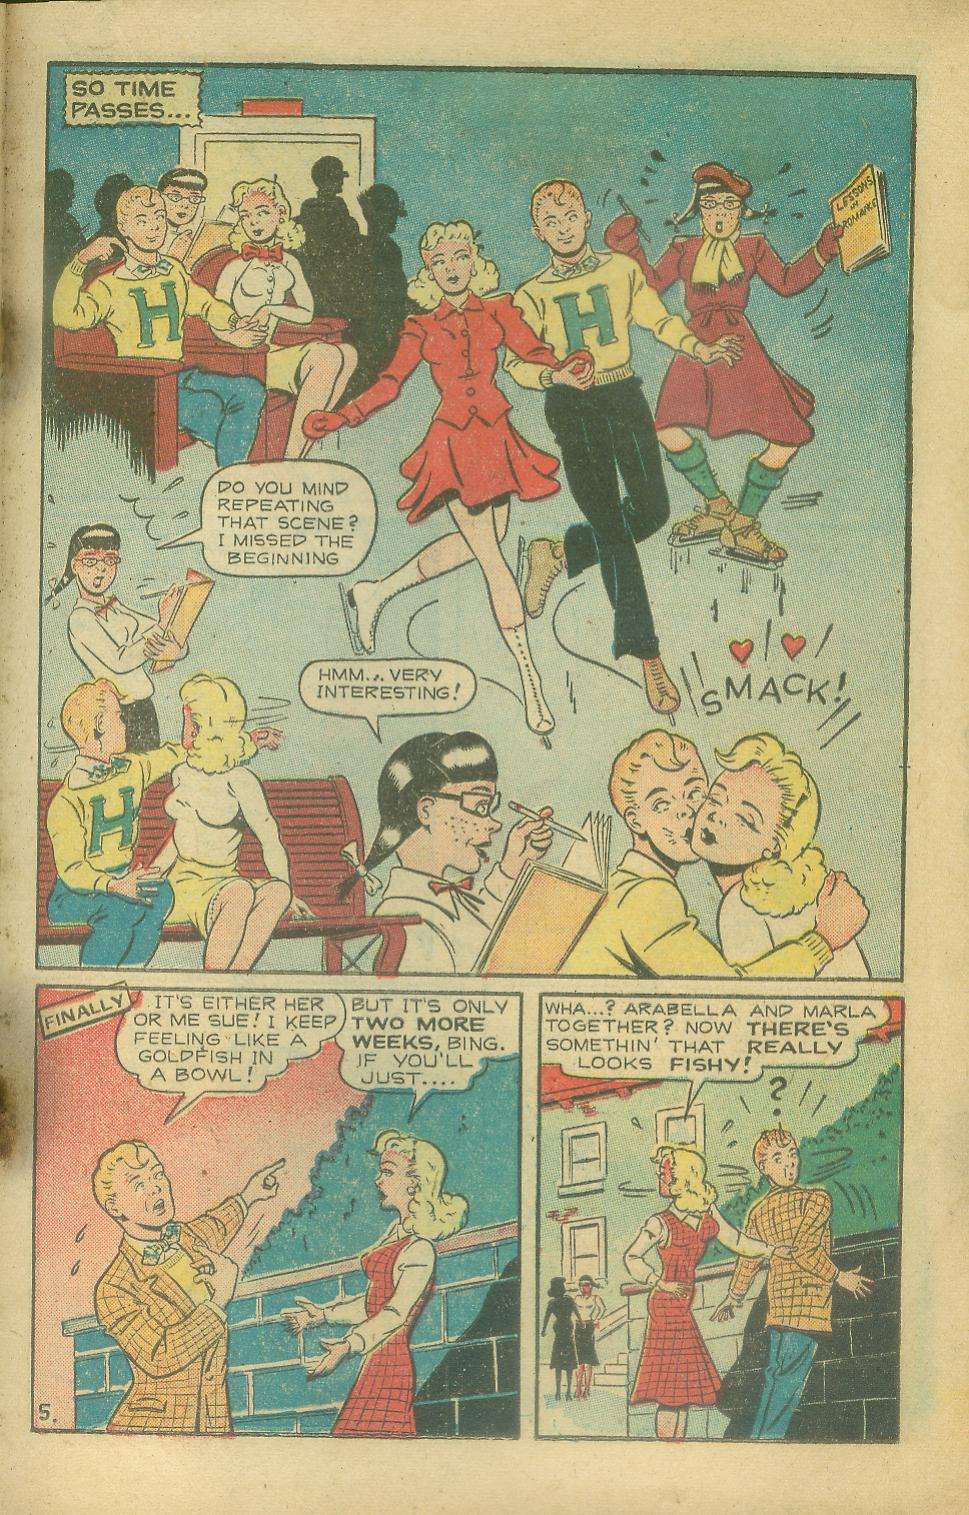 SO TIME
PASSES...
H
H
LESSONS
IN
ROMANCE
DO YOU MIND
REPEATING
THAT SCENE?
I MISSED THE
BEGINNING
HMM... VERY
INTERESTING!
SMACK!
H
FINALLY
IT'S EITHER HER
OR ME SUE! I KEEP
FEELING LIKE A
GOLDFISH IN
A BOWL!
BUT IT'S ONLY
TWO MORE
WEEKS, BING.
IF YOU'LL
JUST....
5.
WHA...? ARABELLA AND MARLA
TOGETHER? NOW THERE'S
SOMETHIN' THAT REALLY
LOOKS FISHY!
?